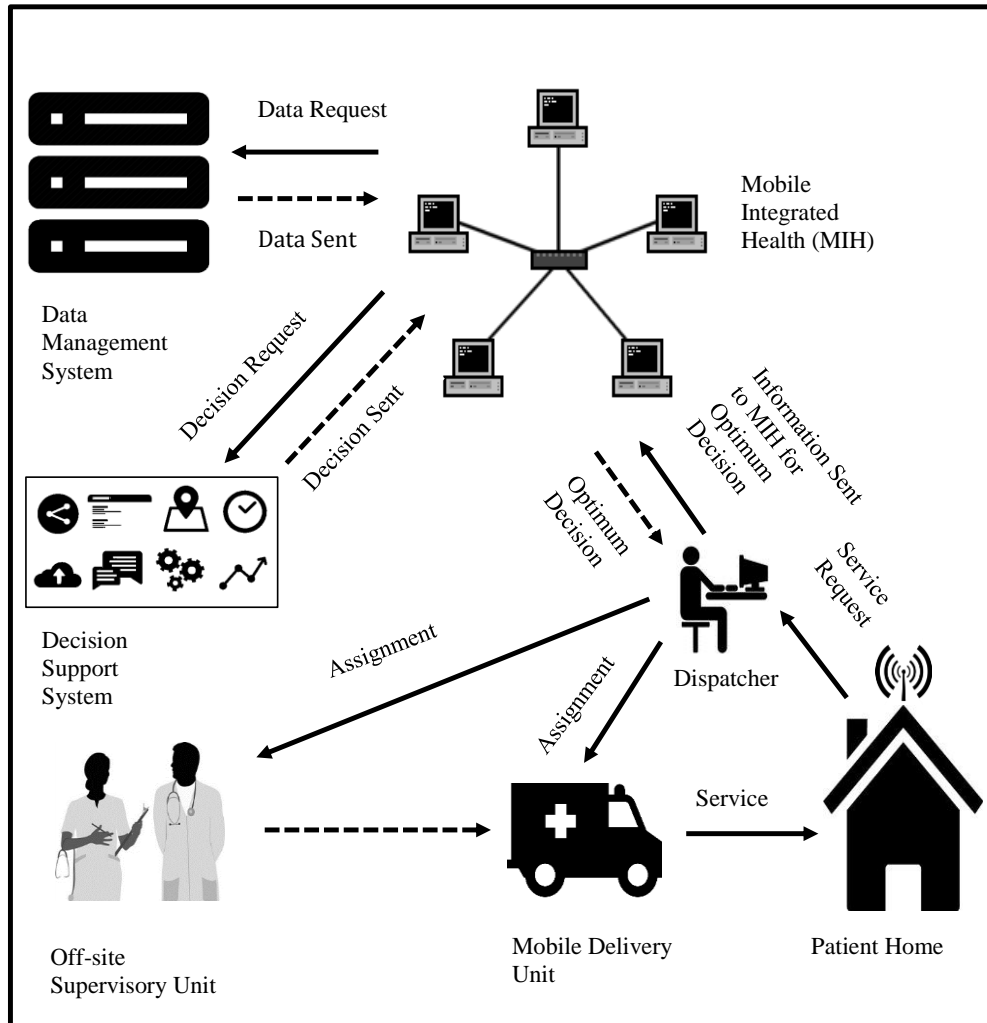 Data Request
Data Sent
Mobile
Integrated
Health (MIH)
Data
Management
System
Decision Request
Decision Sent
Information Sent
to MIH for
Optimum
Decision
Optimum
Decision
Service
Request
Decision
Support
System
Assignment
Assignment
Dispatcher
Service
Off-site
Supervisory Unit
Mobile Delivery
Unit
Patient Home